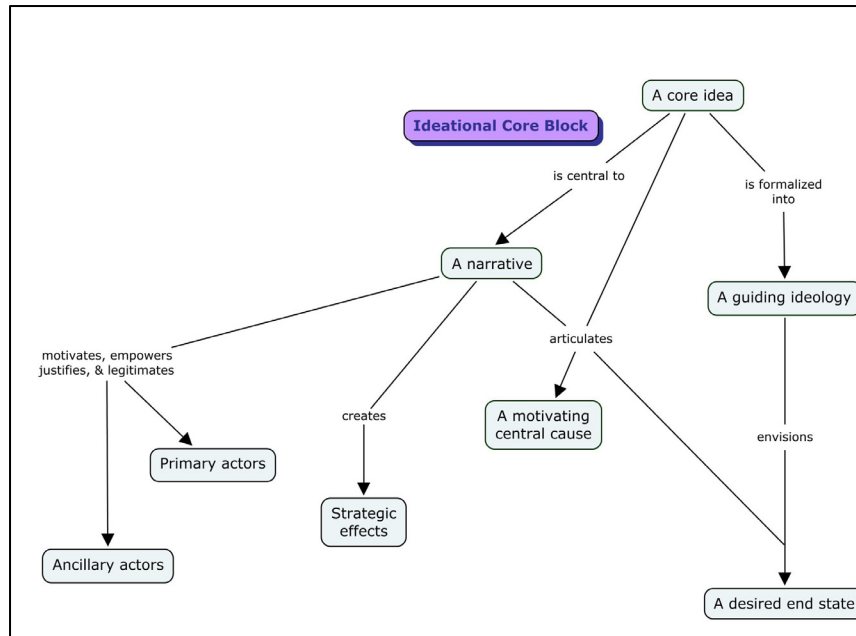 A core idea
Ideational Core Block
is central to
is formalized
into
A narrative
A guiding ideology
articulates
motivates, empowers
justifies, & legitimates
creates
A motivating
central cause
envisions
Primary actors
Strategic
effects
Ancillary actors
A desired end state